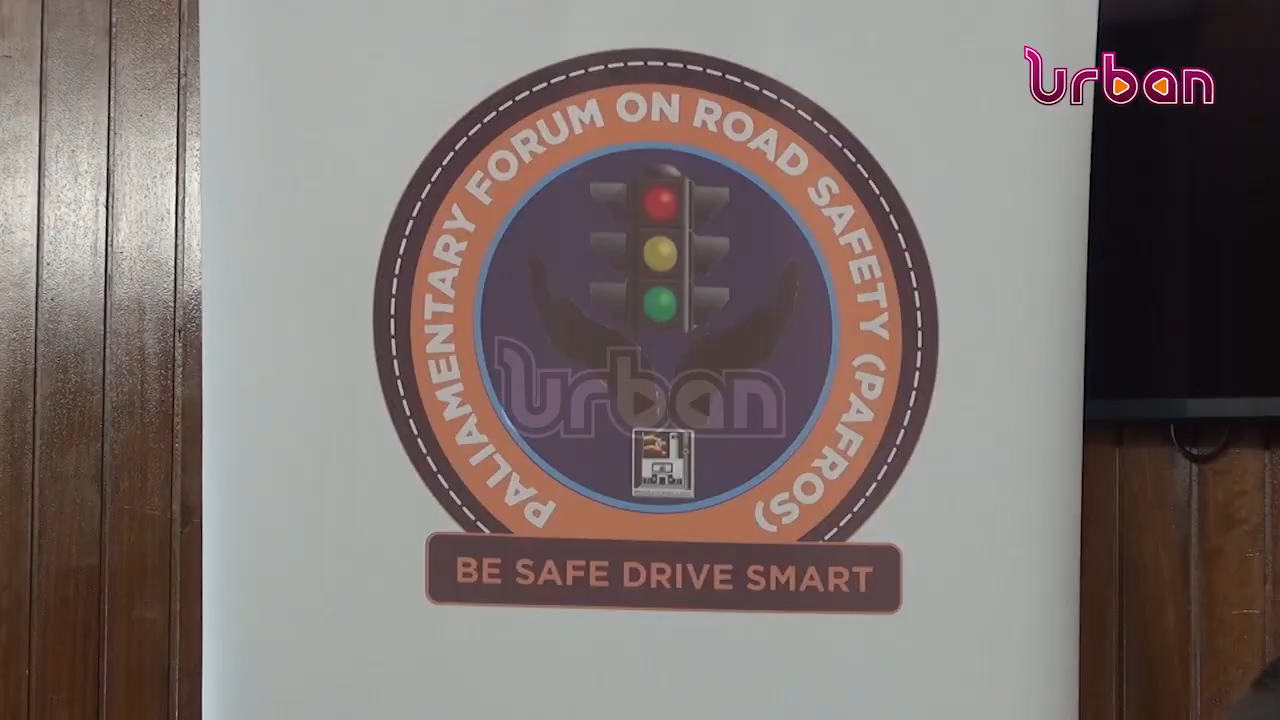 Urban
PALIAMENTARY FORUM ON ROAD SAFETY (PAFROS)
Urban
BE SAFE DRIVE SMART